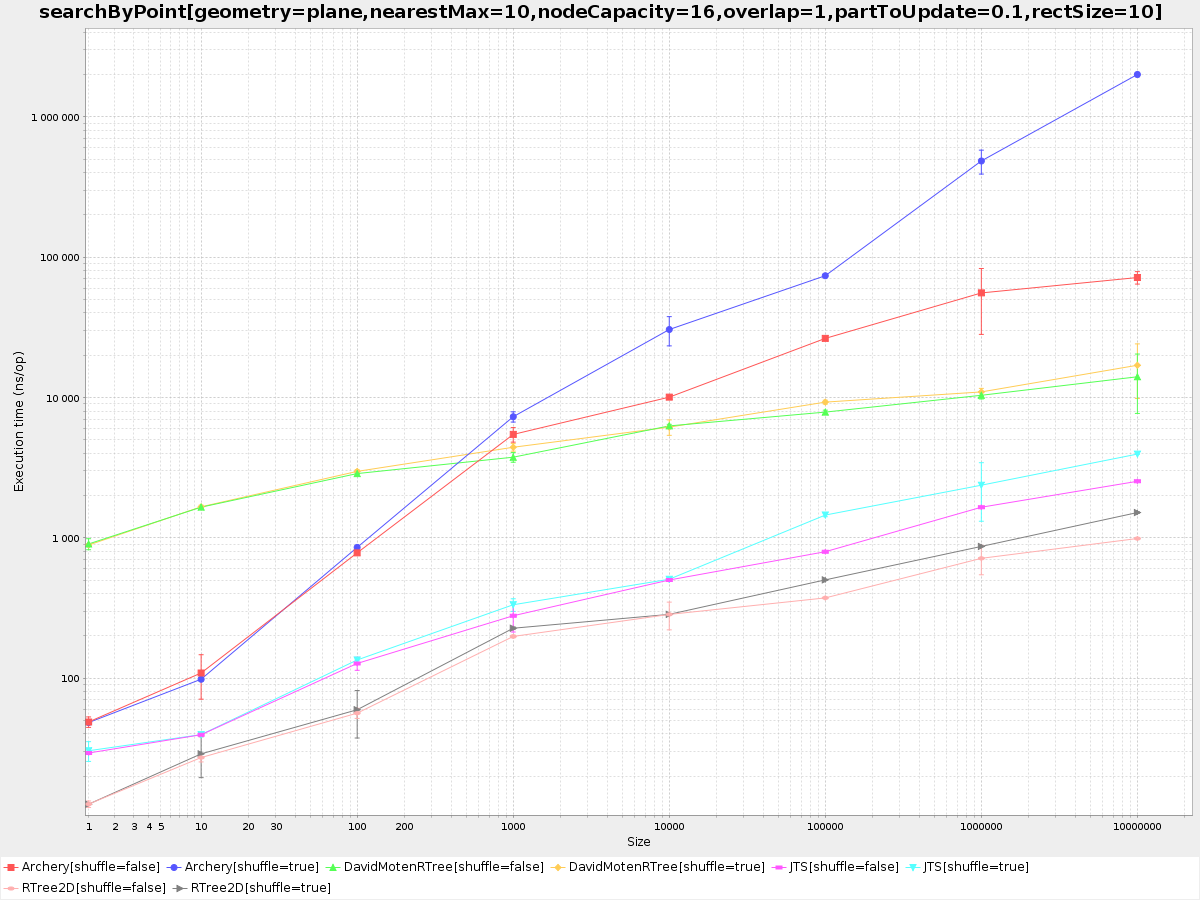 searchByPoint[geometry=plane,nearestMax=10,nodeCapacity=16,overlap=1,partToUpdate=0.1,rectSize=10]
Execution time (ns/op)
1 000 000
100 000
10 000
1 000
100
1 2 3 4 5 10 20 30 100 200 1000 10000 100000 1000000 10000000
Size
Archery[shuffle=false] Archery[shuffle=true] DavidMotenRTree[shuffle=false] DavidMotenRTree[shuffle=true] JTS[shuffle=false] JTS[shuffle=true]
RTree2D[shuffle=false] RTree2D[shuffle=true]